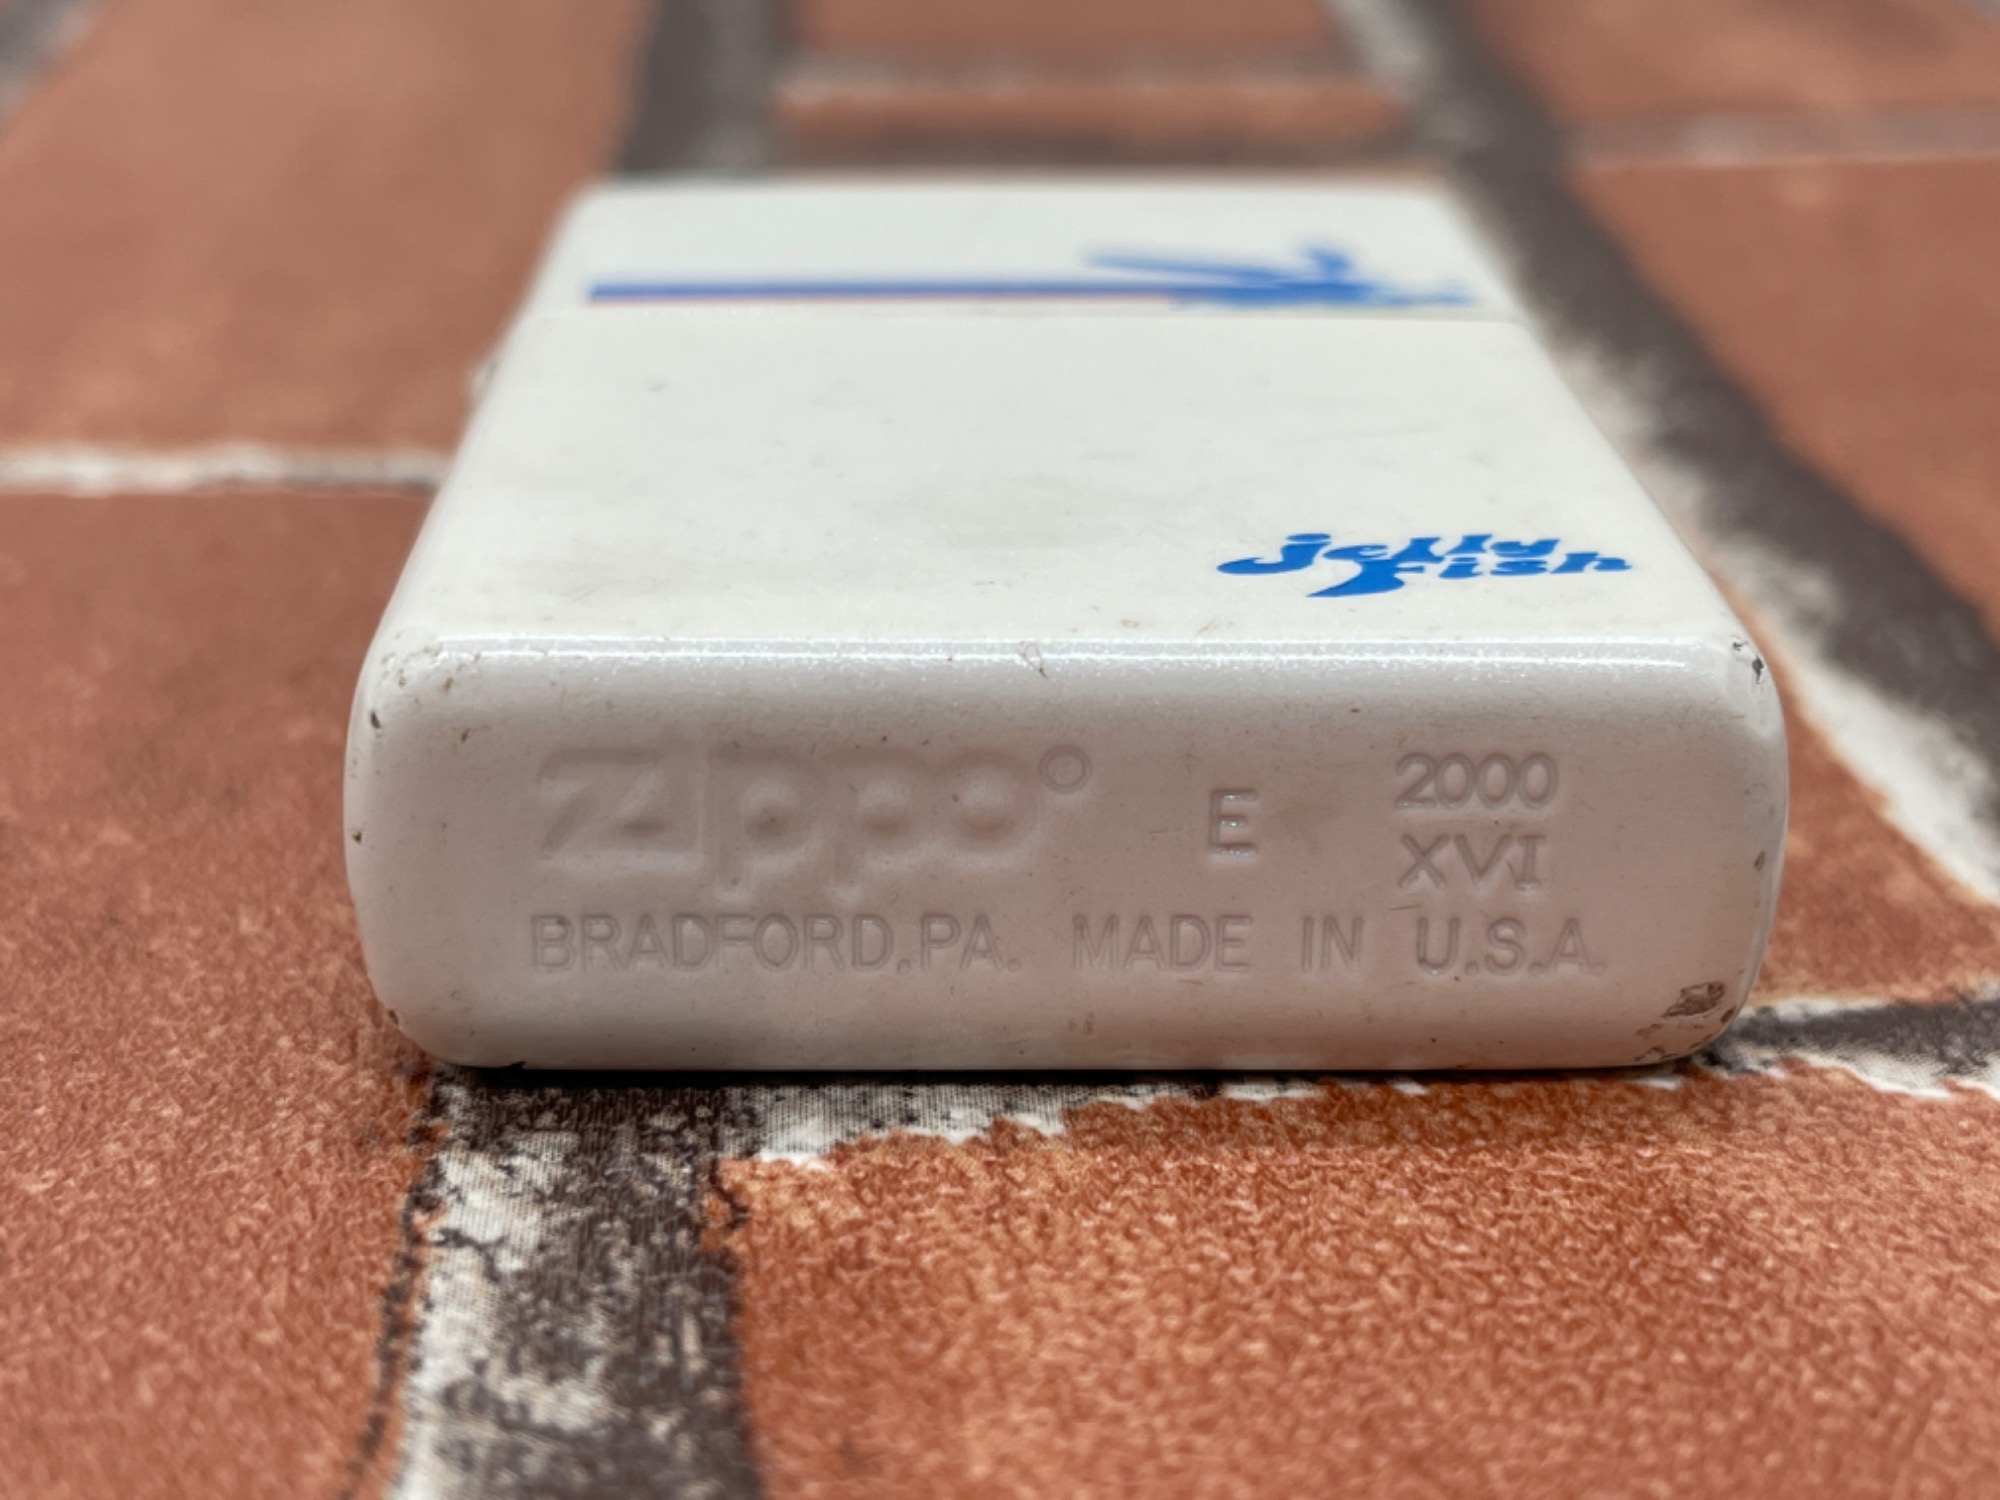 Jelly
Fish
Zippo
E
2000
XVI
BRADFORD,PA. MADE IN U.S.A.